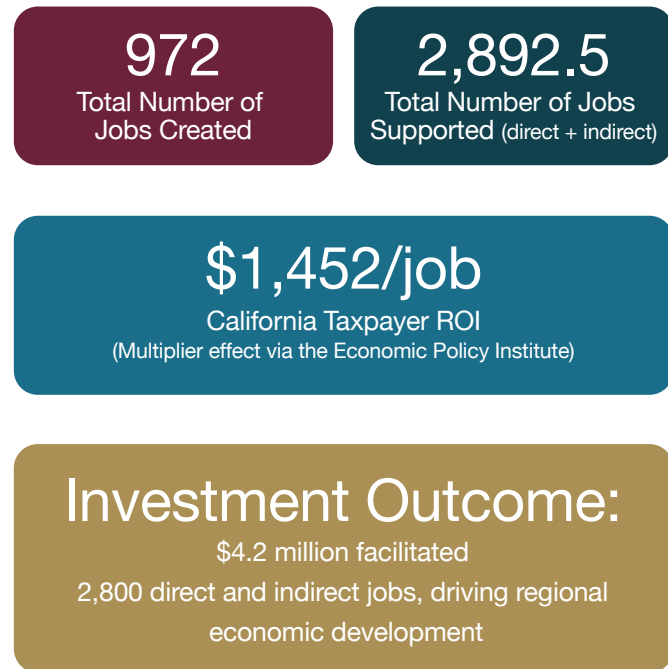 972
Total Number of
Jobs Created
2,892.5
Total Number of Jobs
Supported (direct + indirect)
$1,452/job
California Taxpayer ROI
(Multiplier effect via the Economic Policy Institute)
Investment Outcome:
$4.2 million facilitated
2,800 direct and indirect jobs, driving regional
economic development